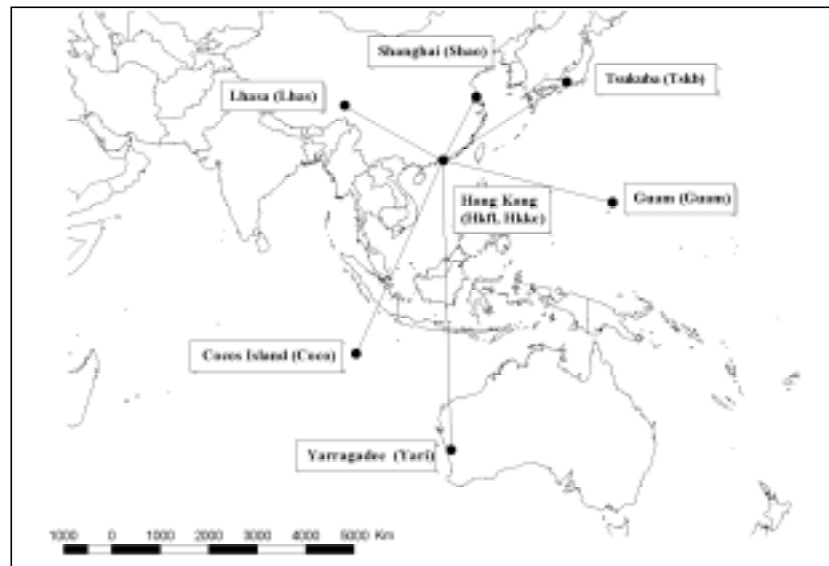 Shanghai (Shao)
Tsukuba (Tskb)
Lhasa (Lhas)
Guam (Guam)
Hong Kong
(Hkfl, Hkkc)
Cocos Island (Coco)
Yarragadee (Yar1)
1000 0 1000 2000 3000 4000 5000 Km